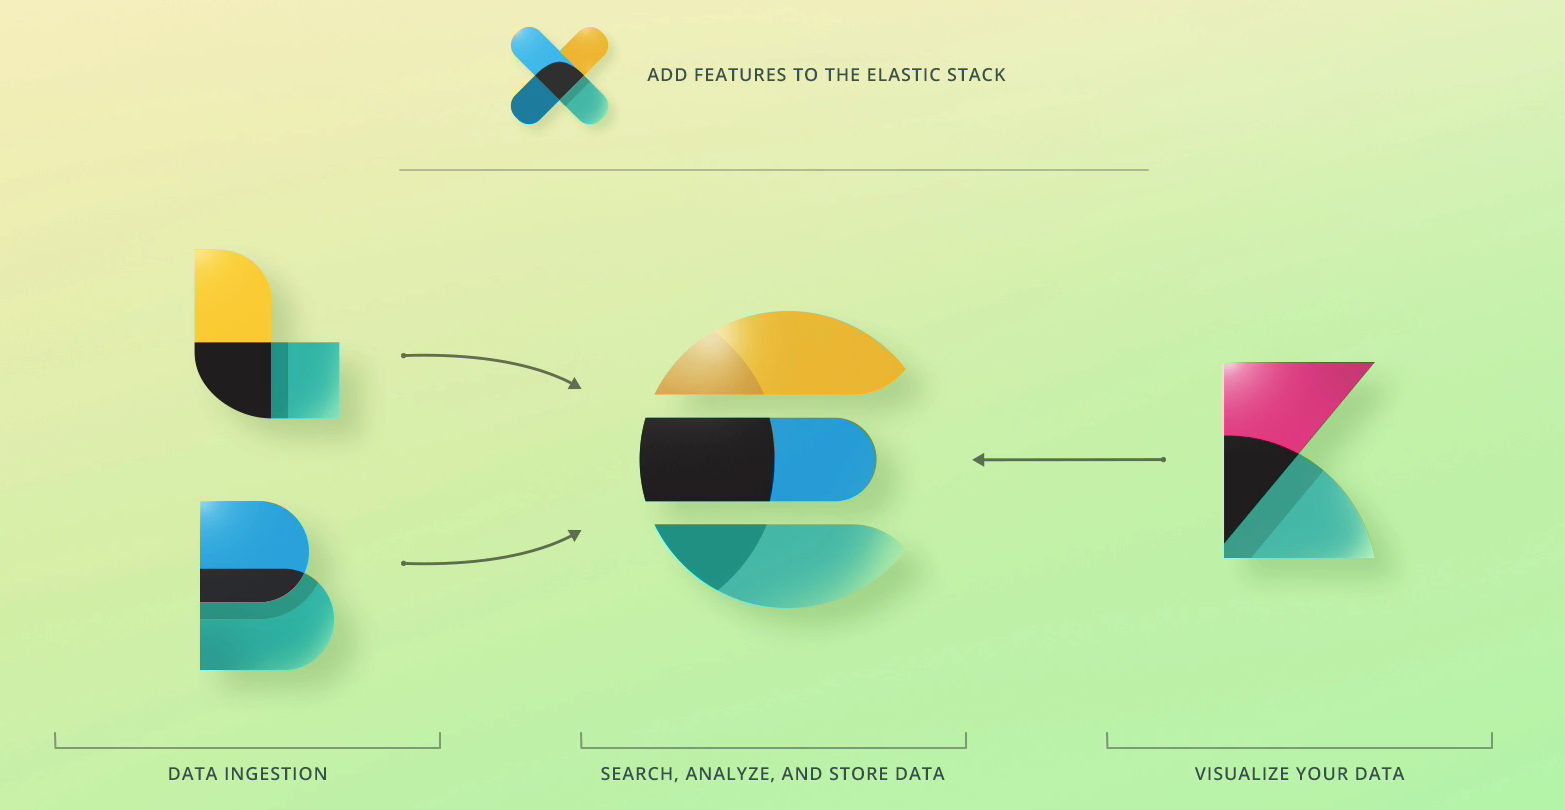 ADD FEATURES TO THE ELASTIC STACK
DATA INGESTION
SEARCH, ANALYZE, AND STORE DATA
VISUALIZE YOUR DATA